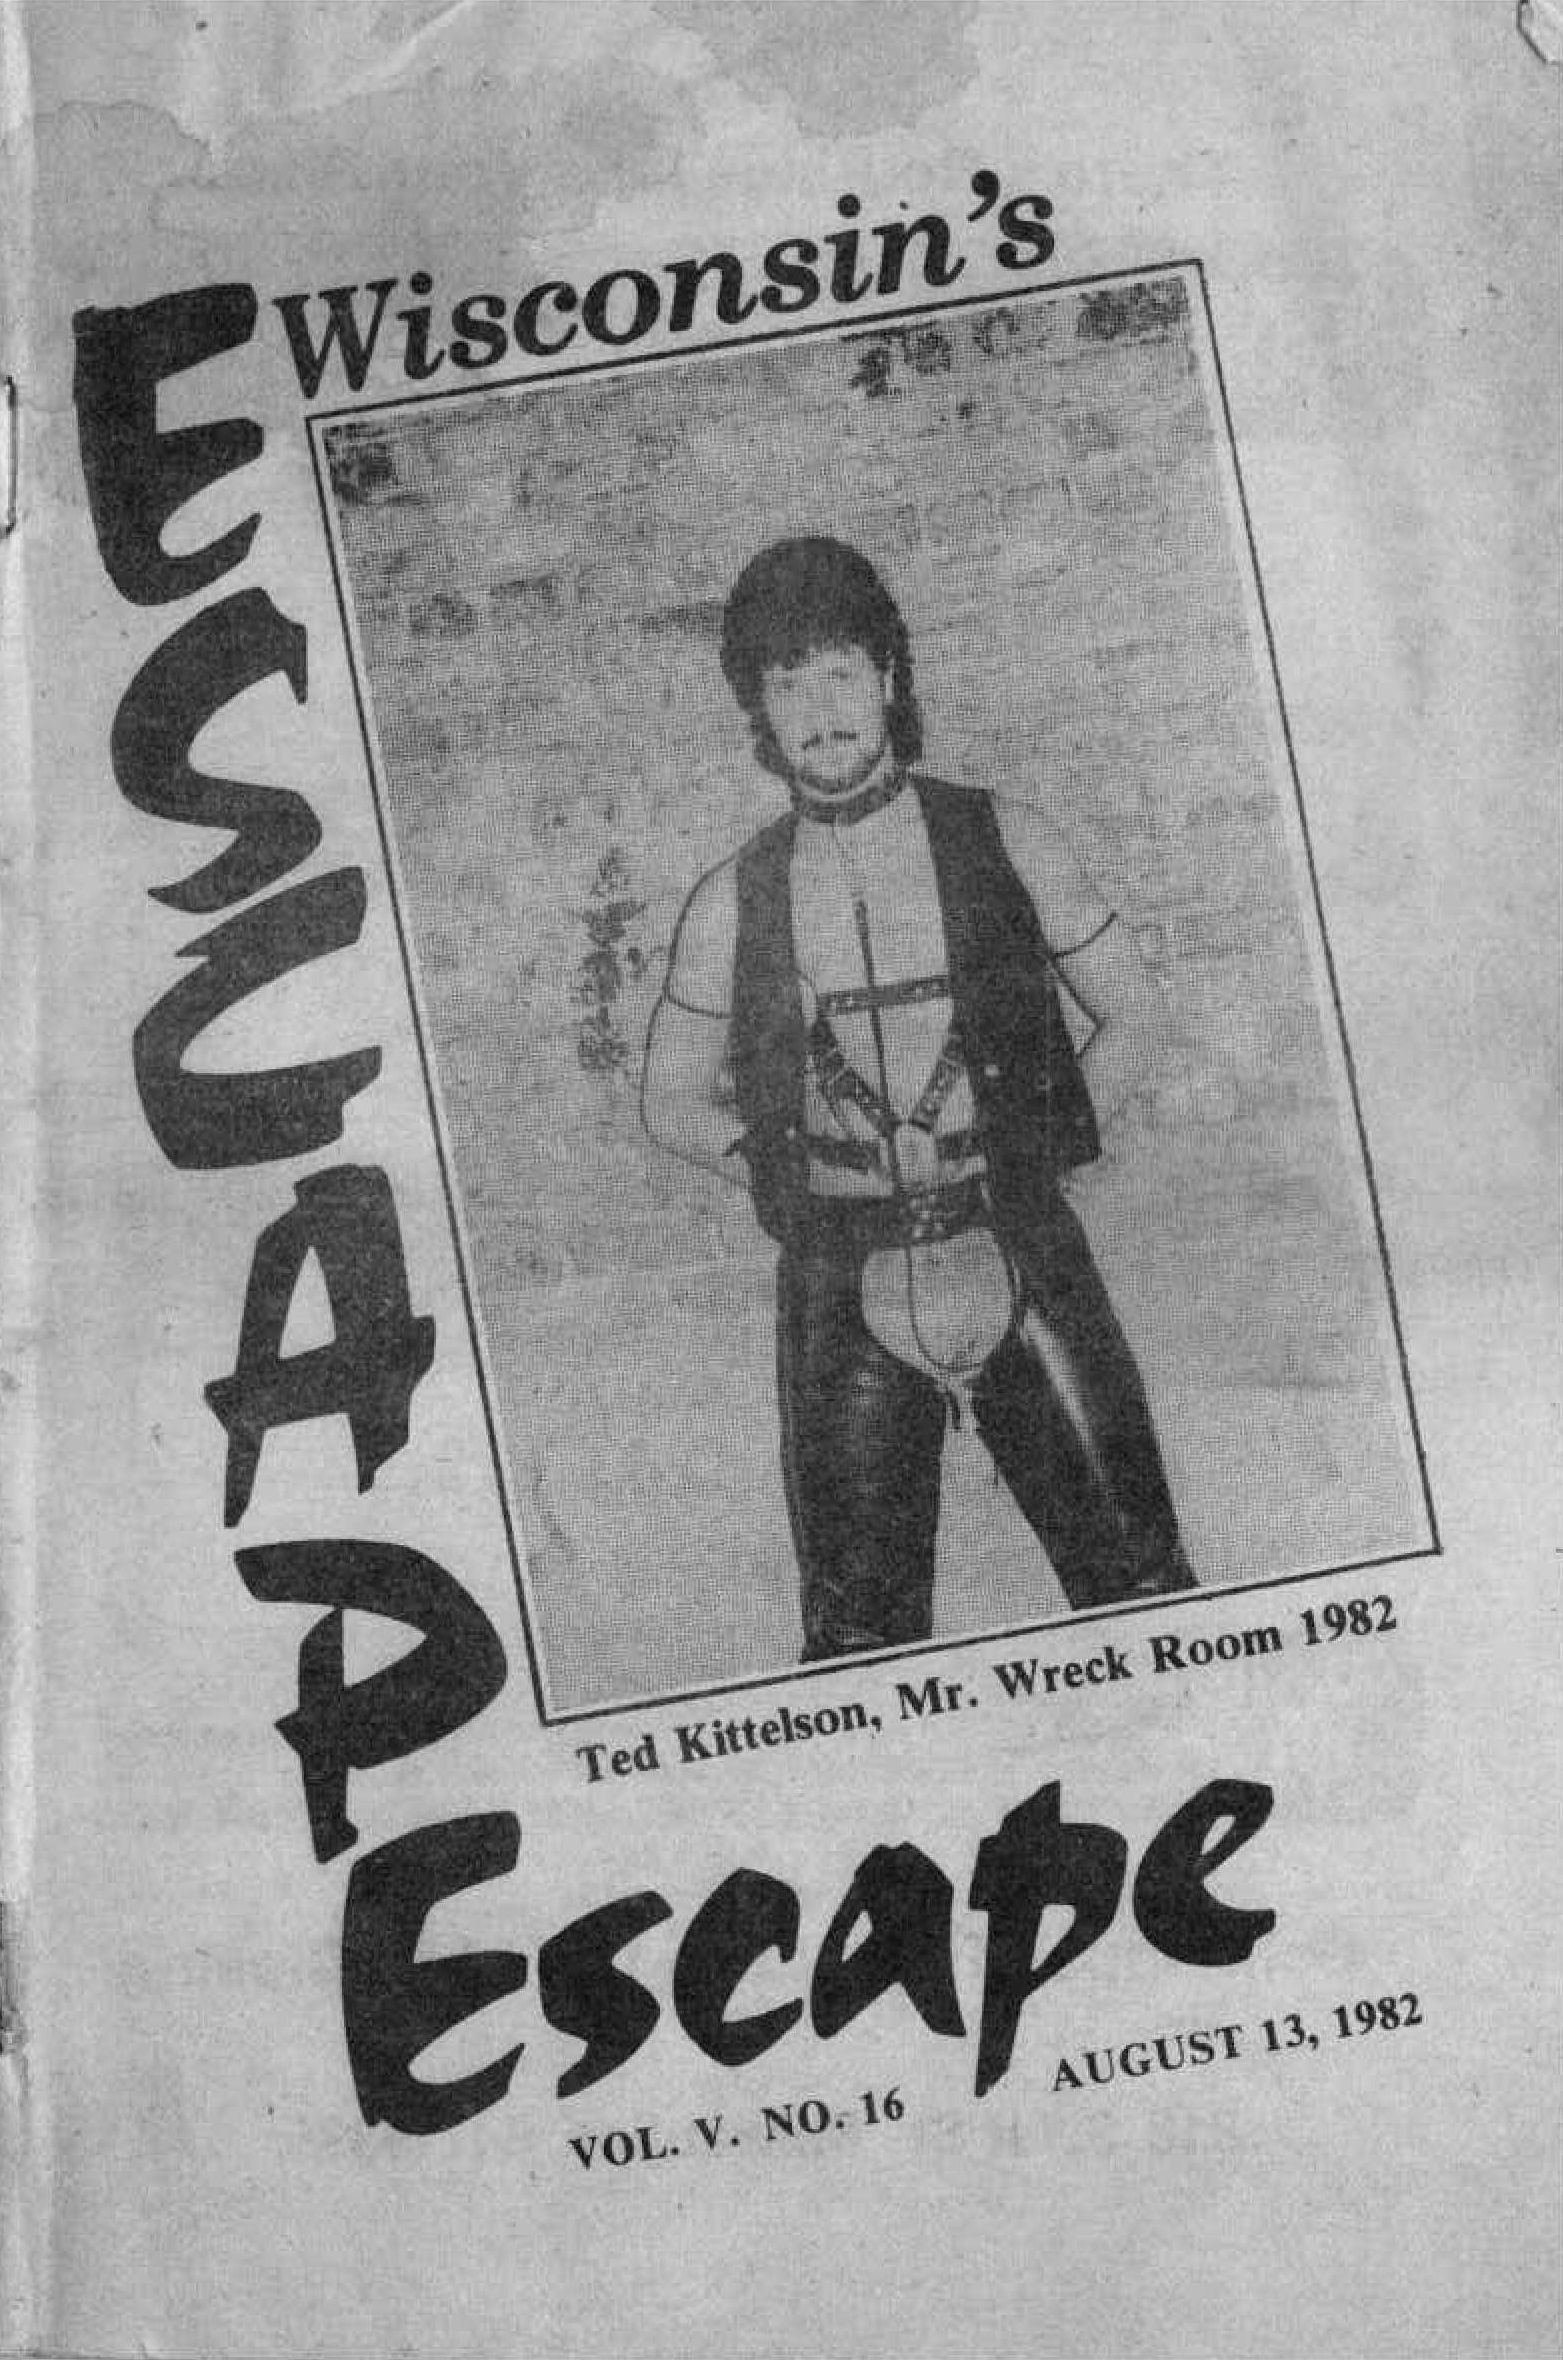 Wisconsin's
ESCAPE
Ted Kittelson, Mr. Wreck Room 1982
Escape
VOL. V. NO. 16
AUGUST 13, 1982